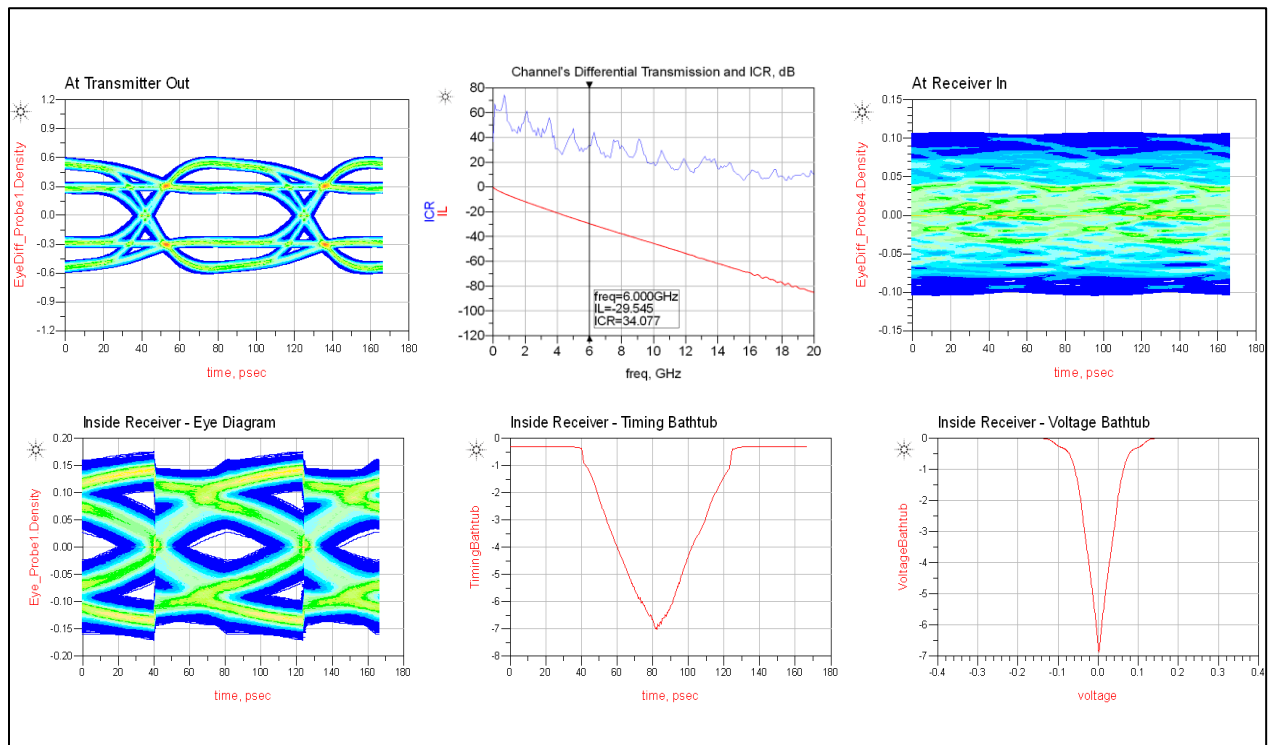 At Transmitter Out
1.2
0.9
0.6
0.3
0.0
-0.3
-0.6
-0.9
-1.2
EyeDiff_Probe1.Density
0 20 40 60 80 100 120 140 160 180
time, psec
Channel's Differential Transmission and ICR, dB
80
60
40
20
0
-20
-40
-60
-80
-100
-120
ICR
IL
freq=6.000GHz
IL=-29.545
ICR=34.077
0 2 4 6 8 10 12 14 16 18 20
freq, GHz
At Receiver In
0.15
0.10
0.05
0.00
-0.05
-0.10
-0.15
EyeDiff_Probe4.Density
0 20 40 60 80 100 120 140 160 180
time, psec
Inside Receiver - Eye Diagram
0.20
0.15
0.10
0.05
0.00
-0.05
-0.10
-0.15
-0.20
Eye_Probe1.Density
0 20 40 60 80 100 120 140 160 180
time, psec
Inside Receiver - Timing Bathtub
0
-1
-2
-3
-4
-5
-6
-7
-8
TimingBathtub
0 20 40 60 80 100 120 140 160 180
time, psec
Inside Receiver - Voltage Bathtub
0
-1
-2
-3
-4
-5
-6
-7
VoltageBathtub
-0.4 -0.3 -0.2 -0.1 0.0 0.1 0.2 0.3 0.4
voltage